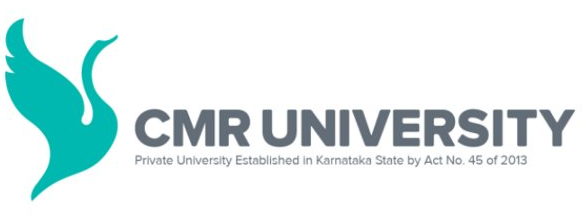 CMR UNIVERSITY
Private University Established in Karnataka State by Act No. 45 of 2013